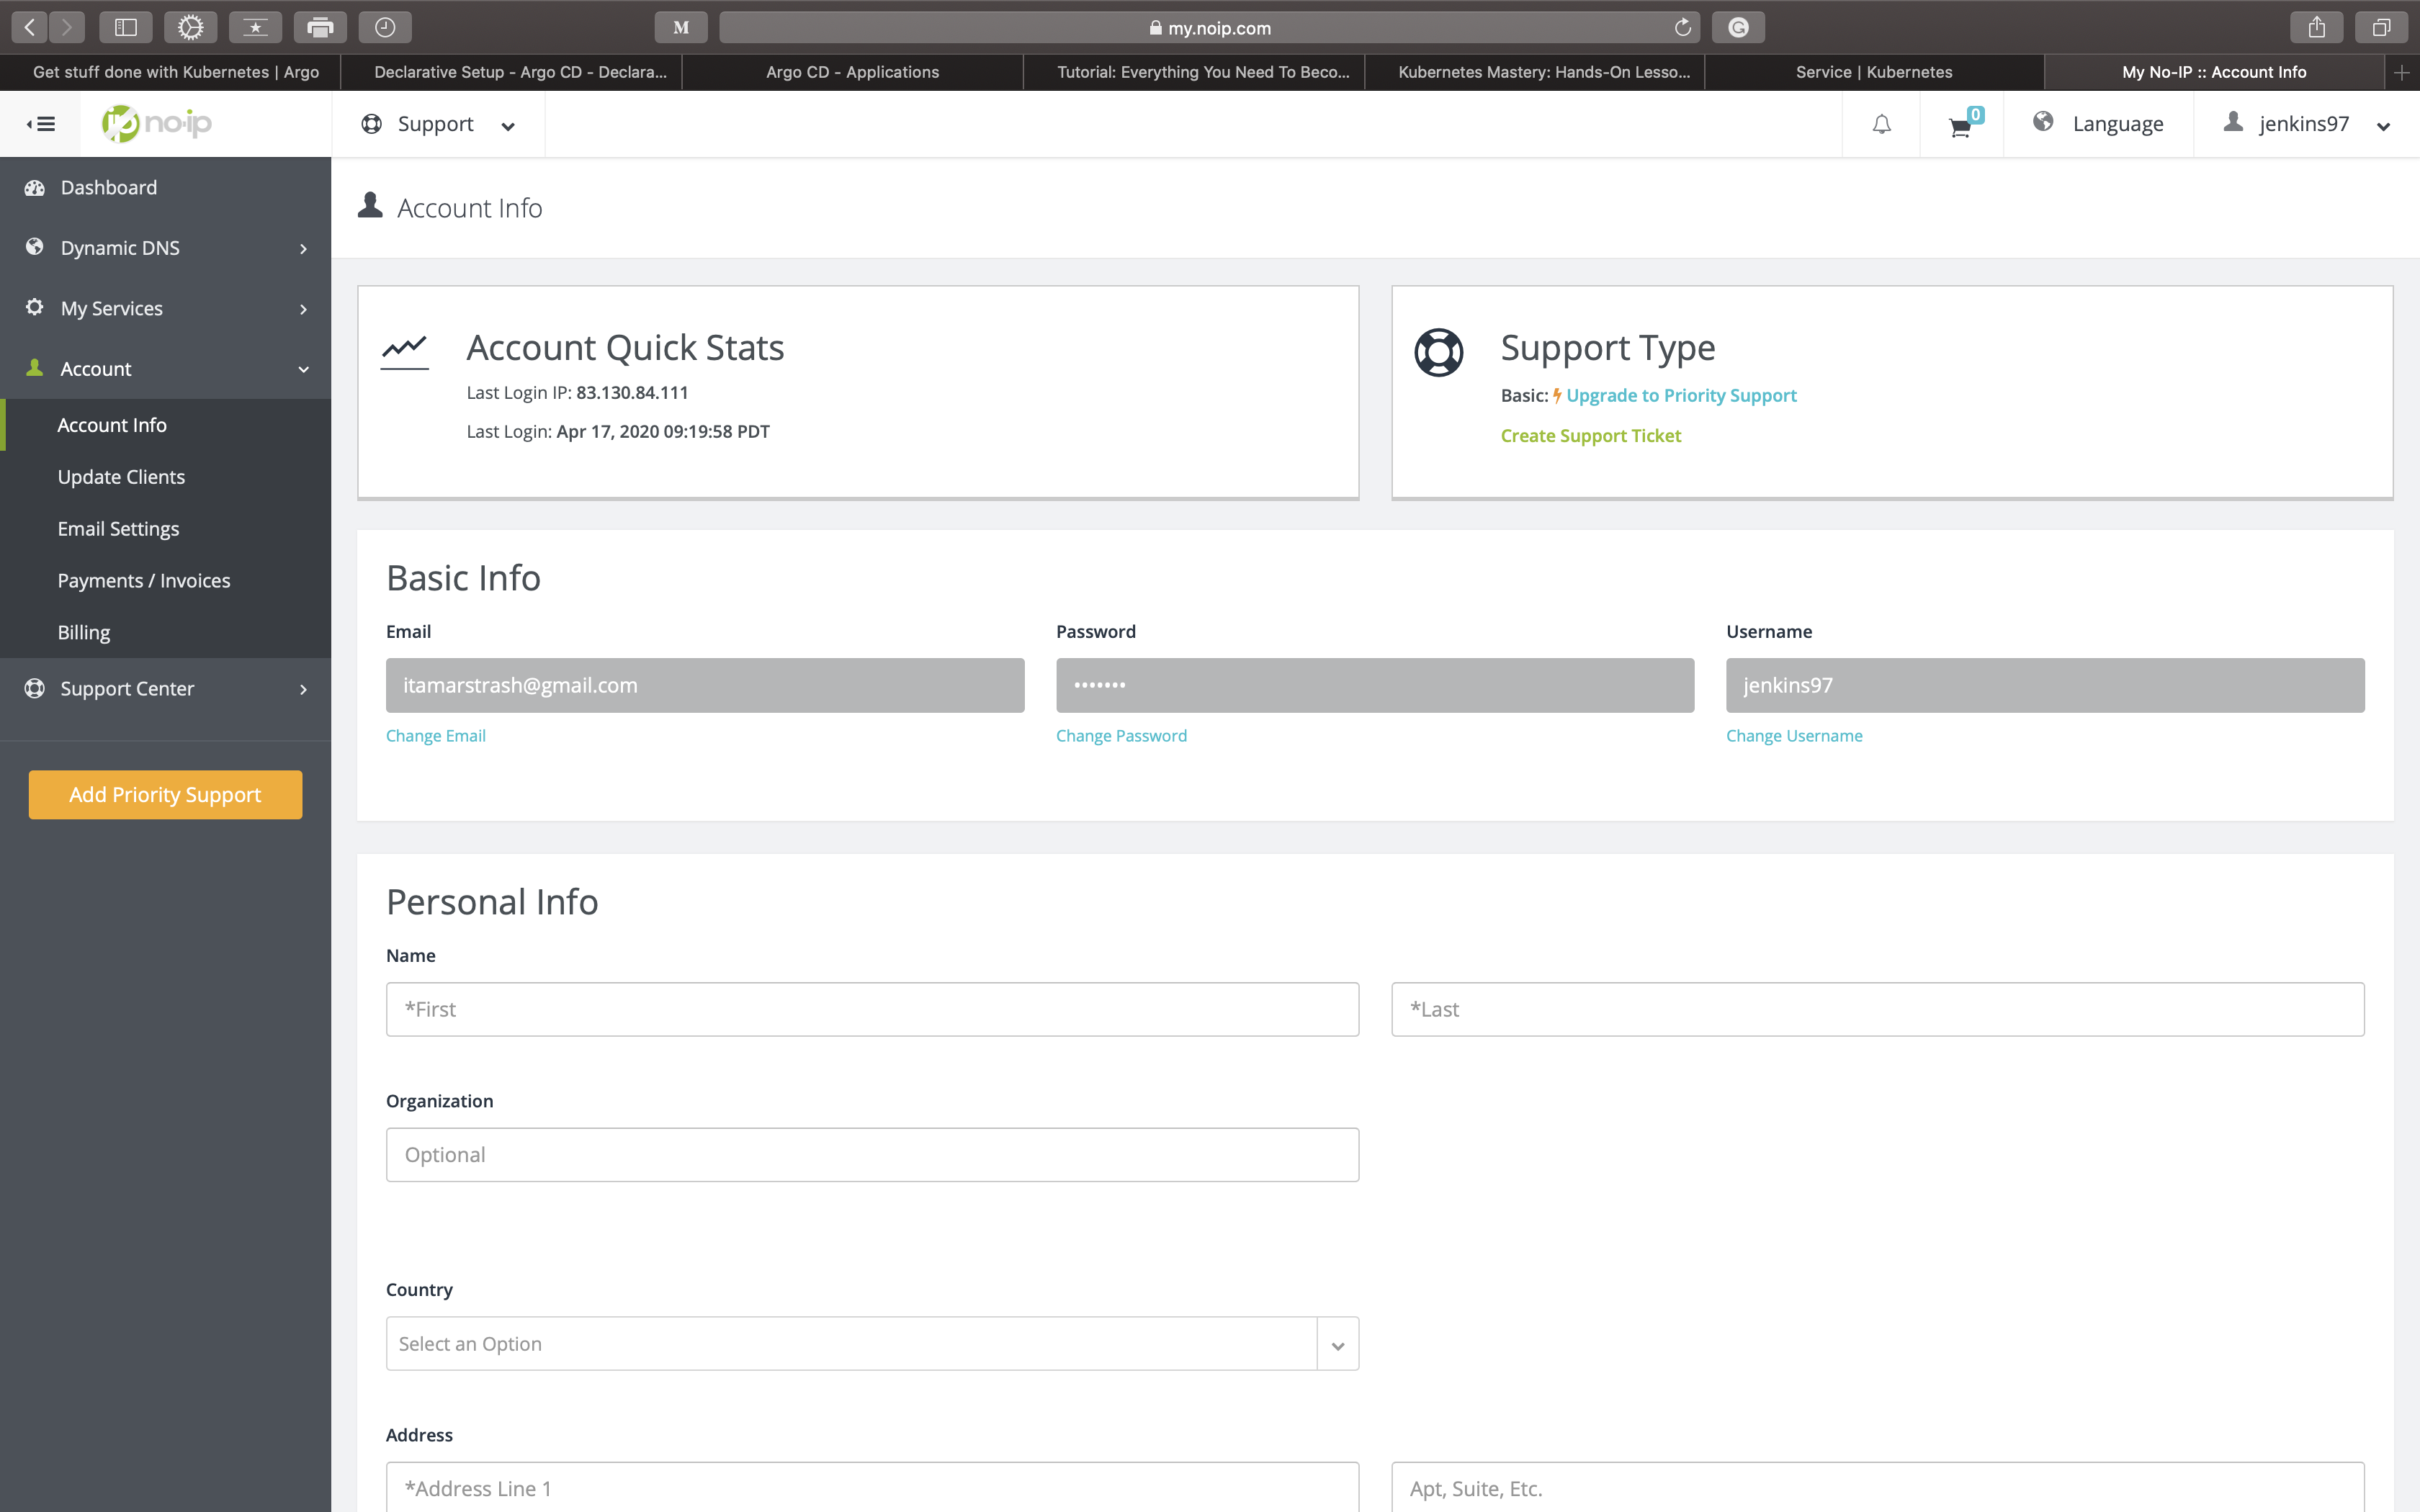 M
my.noip.com
Get stuff done with Kubernetes | Argo
Declarative Setup - Argo CD - Declara...
Argo CD - Applications
Tutorial: Everything You Need To Beco...
Kubernetes Mastery: Hands-On Lesso...
Service | Kubernetes
My No-IP :: Account Info
no-ip
Support
0
Language
jenkins97
Dashboard
Dynamic DNS
My Services
Account
Account Info
Update Clients
Email Settings
Payments / Invoices
Billing
Support Center
Add Priority Support
Account Info
Account Quick Stats
Last Login IP: 83.130.84.111
Last Login: Apr 17, 2020 09:19:58 PDT
Support Type
Basic: Upgrade to Priority Support
Create Support Ticket
Basic Info
Email
Password
Username
itamarstrash@gmail.com
•••••••
jenkins97
Change Email
Change Password
Change Username
Personal Info
Name
*First
*Last
Organization
Optional
Country
Select an Option
Address
*Address Line 1
Apt, Suite, Etc.